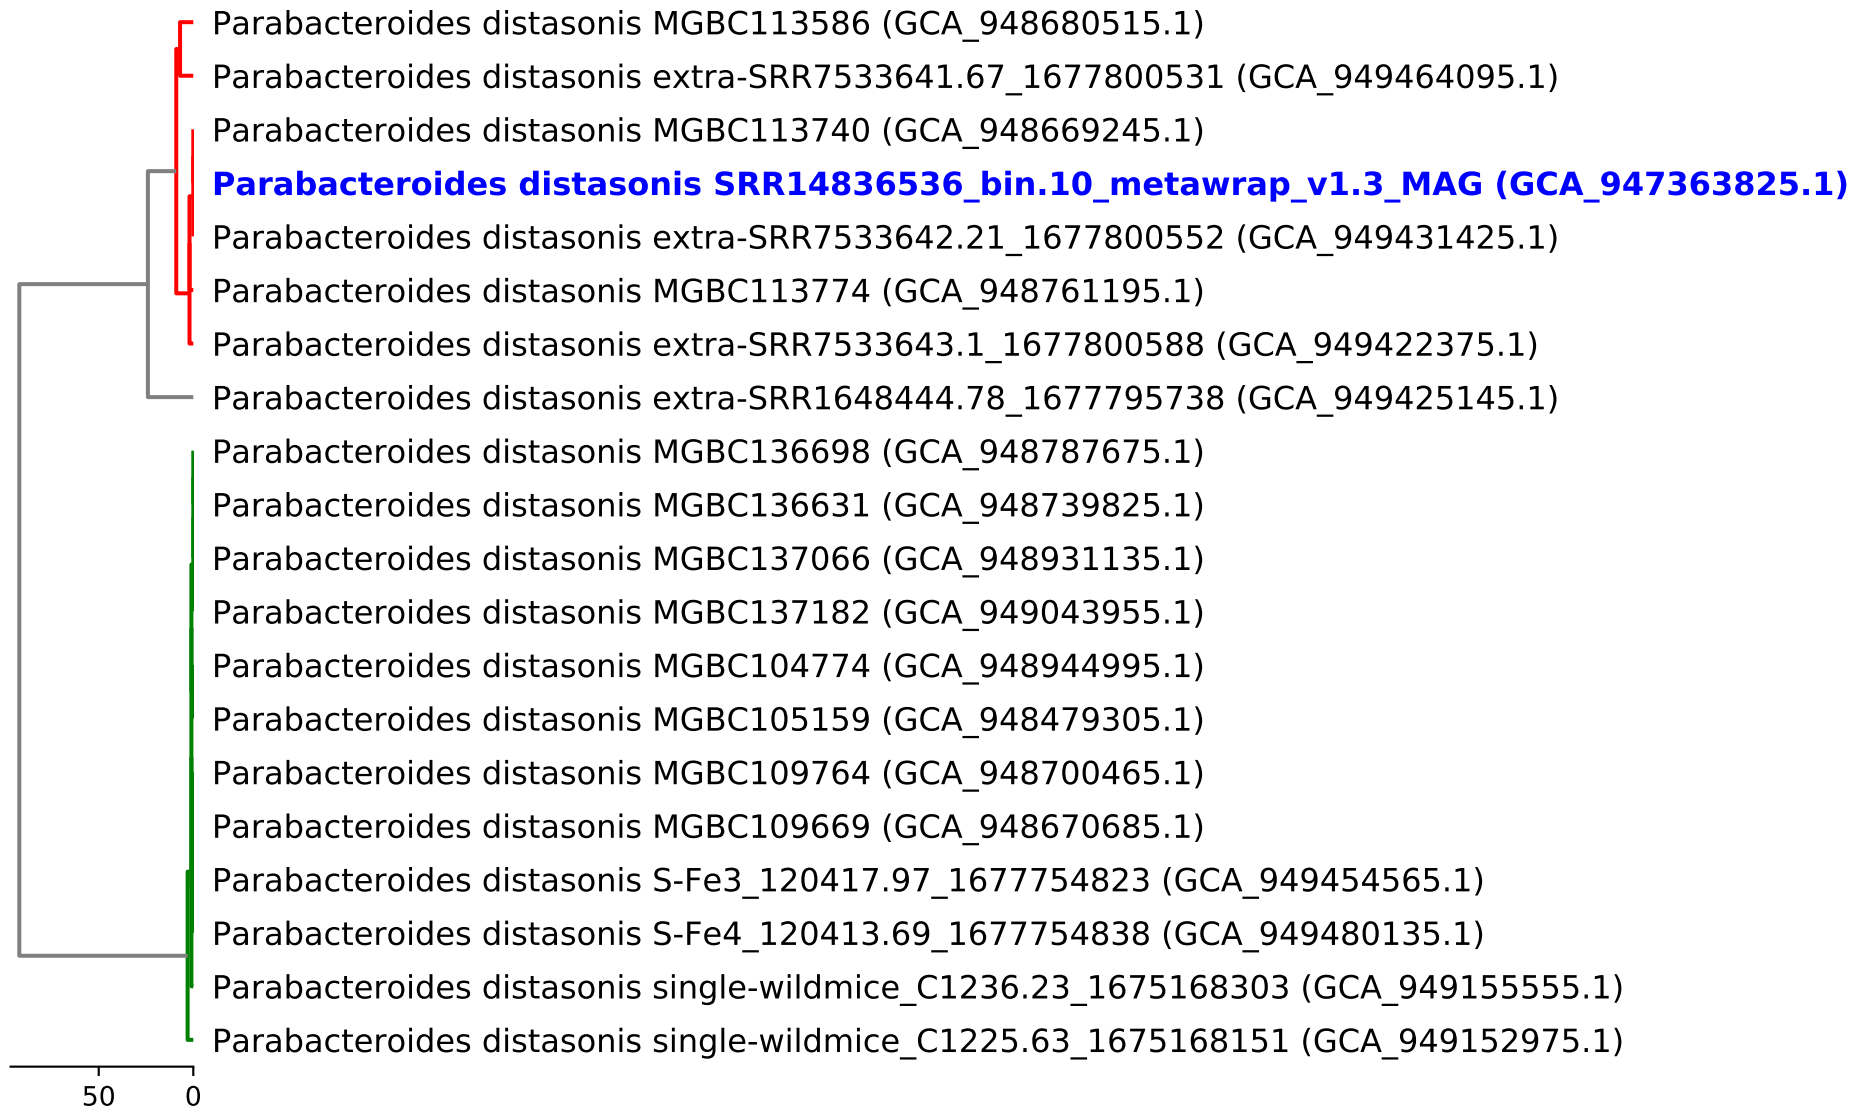 Parabacteroides distasonis MGBC113586 (GCA_948680515.1)
Parabacteroides distasonis extra-SRR7533641.67_1677800531 (GCA_949464095.1)
Parabacteroides distasonis MGBC113740 (GCA_948669245.1)
Parabacteroides distasonis SRR14836536_bin.10_metawrap_v1.3_MAG (GCA_947363825.1)
Parabacteroides distasonis extra-SRR7533642.21_1677800552 (GCA_949431425.1)
Parabacteroides distasonis MGBC113774 (GCA_948761195.1)
Parabacteroides distasonis extra-SRR7533643.1_1677800588 (GCA_949422375.1)
Parabacteroides distasonis extra-SRR1648444.78_1677795738 (GCA_949425145.1)
Parabacteroides distasonis MGBC136698 (GCA_948787675.1)
Parabacteroides distasonis MGBC136631 (GCA_948739825.1)
Parabacteroides distasonis MGBC137066 (GCA_948931135.1)
Parabacteroides distasonis MGBC137182 (GCA_949043955.1)
Parabacteroides distasonis MGBC104774 (GCA_948944995.1)
Parabacteroides distasonis MGBC105159 (GCA_948479305.1)
Parabacteroides distasonis MGBC109764 (GCA_948700465.1)
Parabacteroides distasonis MGBC109669 (GCA_948670685.1)
Parabacteroides distasonis S-Fe3_120417.97_1677754823 (GCA_949454565.1)
Parabacteroides distasonis S-Fe4_120413.69_1677754838 (GCA_949480135.1)
Parabacteroides distasonis single-wildmice_C1236.23_1675168303 (GCA_949155555.1)
Parabacteroides distasonis single-wildmice_C1225.63_1675168151 (GCA_949152975.1)
50 0